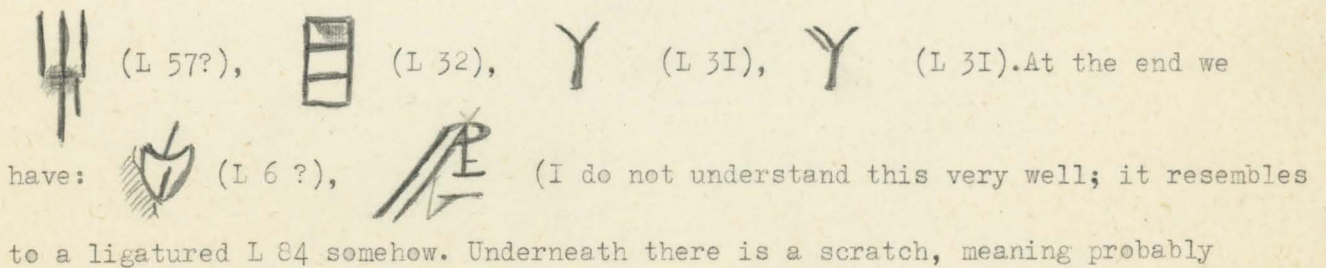 (L 57?), (L 32), (L 3I), (L 3I).At the end we
have: (L 6 ?), (I do not understand this very well; it resembles
to a ligatured L 84 somehow. Underneath there is a scratch, meaning probably